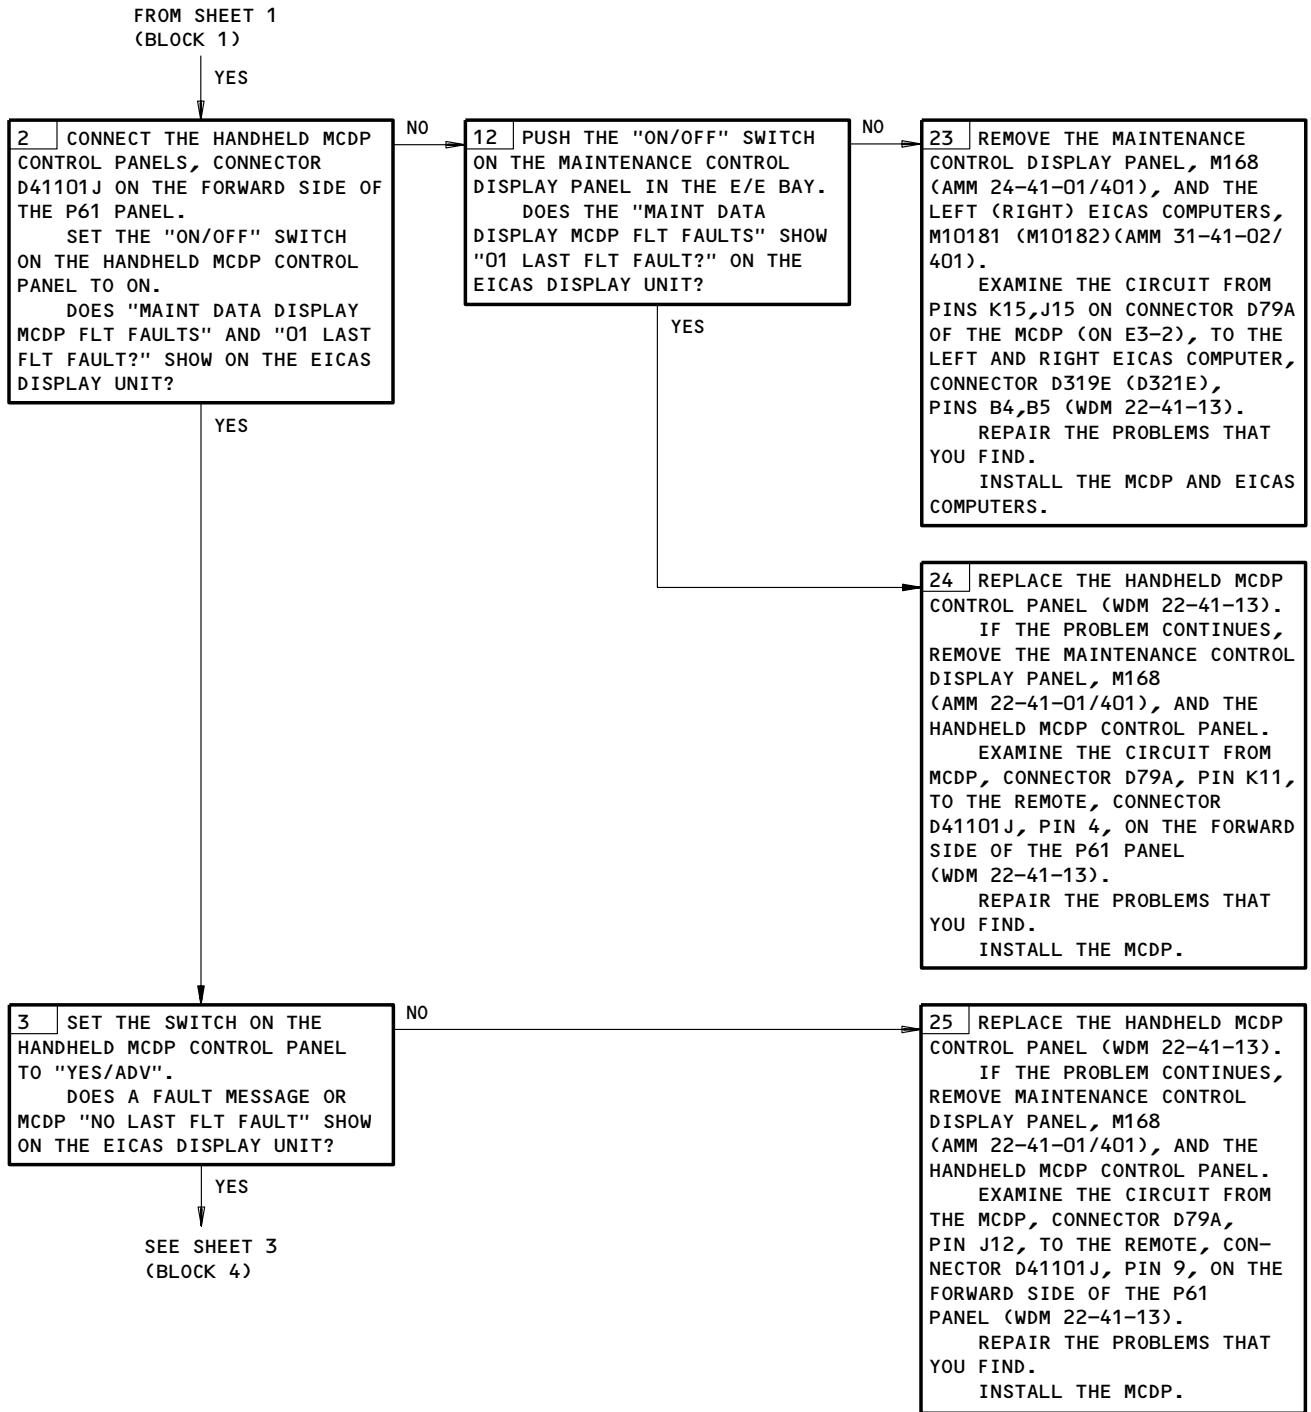 FROM SHEET 1
(BLOCK 1)
YES
2 CONNECT THE HANDHELD MCDP
CONTROL PANELS, CONNECTOR
D41101J ON THE FORWARD SIDE OF
THE P61 PANEL.
SET THE "ON/OFF" SWITCH
ON THE HANDHELD MCDP CONTROL
PANEL TO ON.
DOES "MAINT DATA DISPLAY
MCDP FLT FAULTS" AND "01 LAST
FLT FAULT?" SHOW ON THE EICAS
DISPLAY UNIT?
NO
12 PUSH THE "ON/OFF" SWITCH
ON THE MAINTENANCE CONTROL
DISPLAY PANEL IN THE E/E BAY.
DOES THE "MAINT DATA
DISPLAY MCDP FLT FAULTS" SHOW
"01 LAST FLT FAULT?" ON THE
EICAS DISPLAY UNIT?
NO
23 REMOVE THE MAINTENANCE
CONTROL DISPLAY PANEL, M168
(AMM 24-41-01/401), AND THE
LEFT (RIGHT) EICAS COMPUTERS,
M10181 (M10182)(AMM 31-41-02/
401).
EXAMINE THE CIRCUIT FROM
PINS K15,J15 ON CONNECTOR D79A
OF THE MCDP (ON E3-2), TO THE
LEFT AND RIGHT EICAS COMPUTER,
CONNECTOR D319E (D321E),
PINS B4,B5 (WDM 22-41-13).
REPAIR THE PROBLEMS THAT
YOU FIND.
INSTALL THE MCDP AND EICAS
COMPUTERS.
YES
24 REPLACE THE HANDHELD MCDP
CONTROL PANEL (WDM 22-41-13).
IF THE PROBLEM CONTINUES,
REMOVE THE MAINTENANCE CONTROL
DISPLAY PANEL, M168
(AMM 22-41-01/401), AND THE
HANDHELD MCDP CONTROL PANEL.
EXAMINE THE CIRCUIT FROM
MCDP, CONNECTOR D79A, PIN K11,
TO THE REMOTE, CONNECTOR
D41101J, PIN 4, ON THE FORWARD
SIDE OF THE P61 PANEL
(WDM 22-41-13).
REPAIR THE PROBLEMS THAT
YOU FIND.
INSTALL THE MCDP.
YES
3 SET THE SWITCH ON THE
HANDHELD MCDP CONTROL PANEL
TO "YES/ADV".
DOES A FAULT MESSAGE OR
MCDP "NO LAST FLT FAULT" SHOW
ON THE EICAS DISPLAY UNIT?
NO
25 REPLACE THE HANDHELD MCDP
CONTROL PANEL (WDM 22-41-13).
IF THE PROBLEM CONTINUES,
REMOVE MAINTENANCE CONTROL
DISPLAY PANEL, M168
(AMM 22-41-01/401), AND THE
HANDHELD MCDP CONTROL PANEL.
EXAMINE THE CIRCUIT FROM
THE MCDP, CONNECTOR D79A,
PIN J12, TO THE REMOTE, CON-
NECTOR D41101J, PIN 9, ON THE
FORWARD SIDE OF THE P61
PANEL (WDM 22-41-13).
REPAIR THE PROBLEMS THAT
YOU FIND.
INSTALL THE MCDP.
YES
SEE SHEET 3
(BLOCK 4)